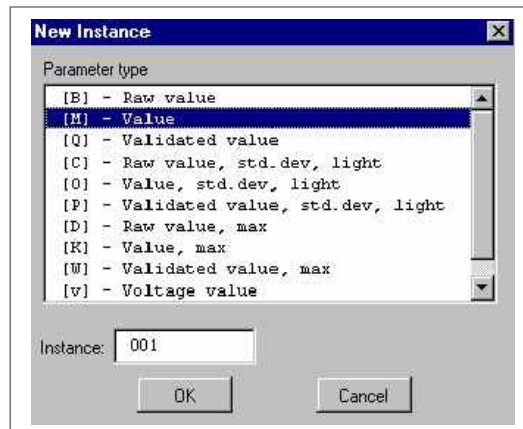 New Instance
Parameter type
[B] - Raw value
[M] - Value
[Q] - Validated value
[C] - Raw value, std.dev, light
[O] - Value, std.dev, light
[P] - Validated value, std.dev, light
[D] - Raw value, max
[K] - Value, max
[W] - Validated value, max
[v] - Voltage value
Instance: 001
OK Cancel